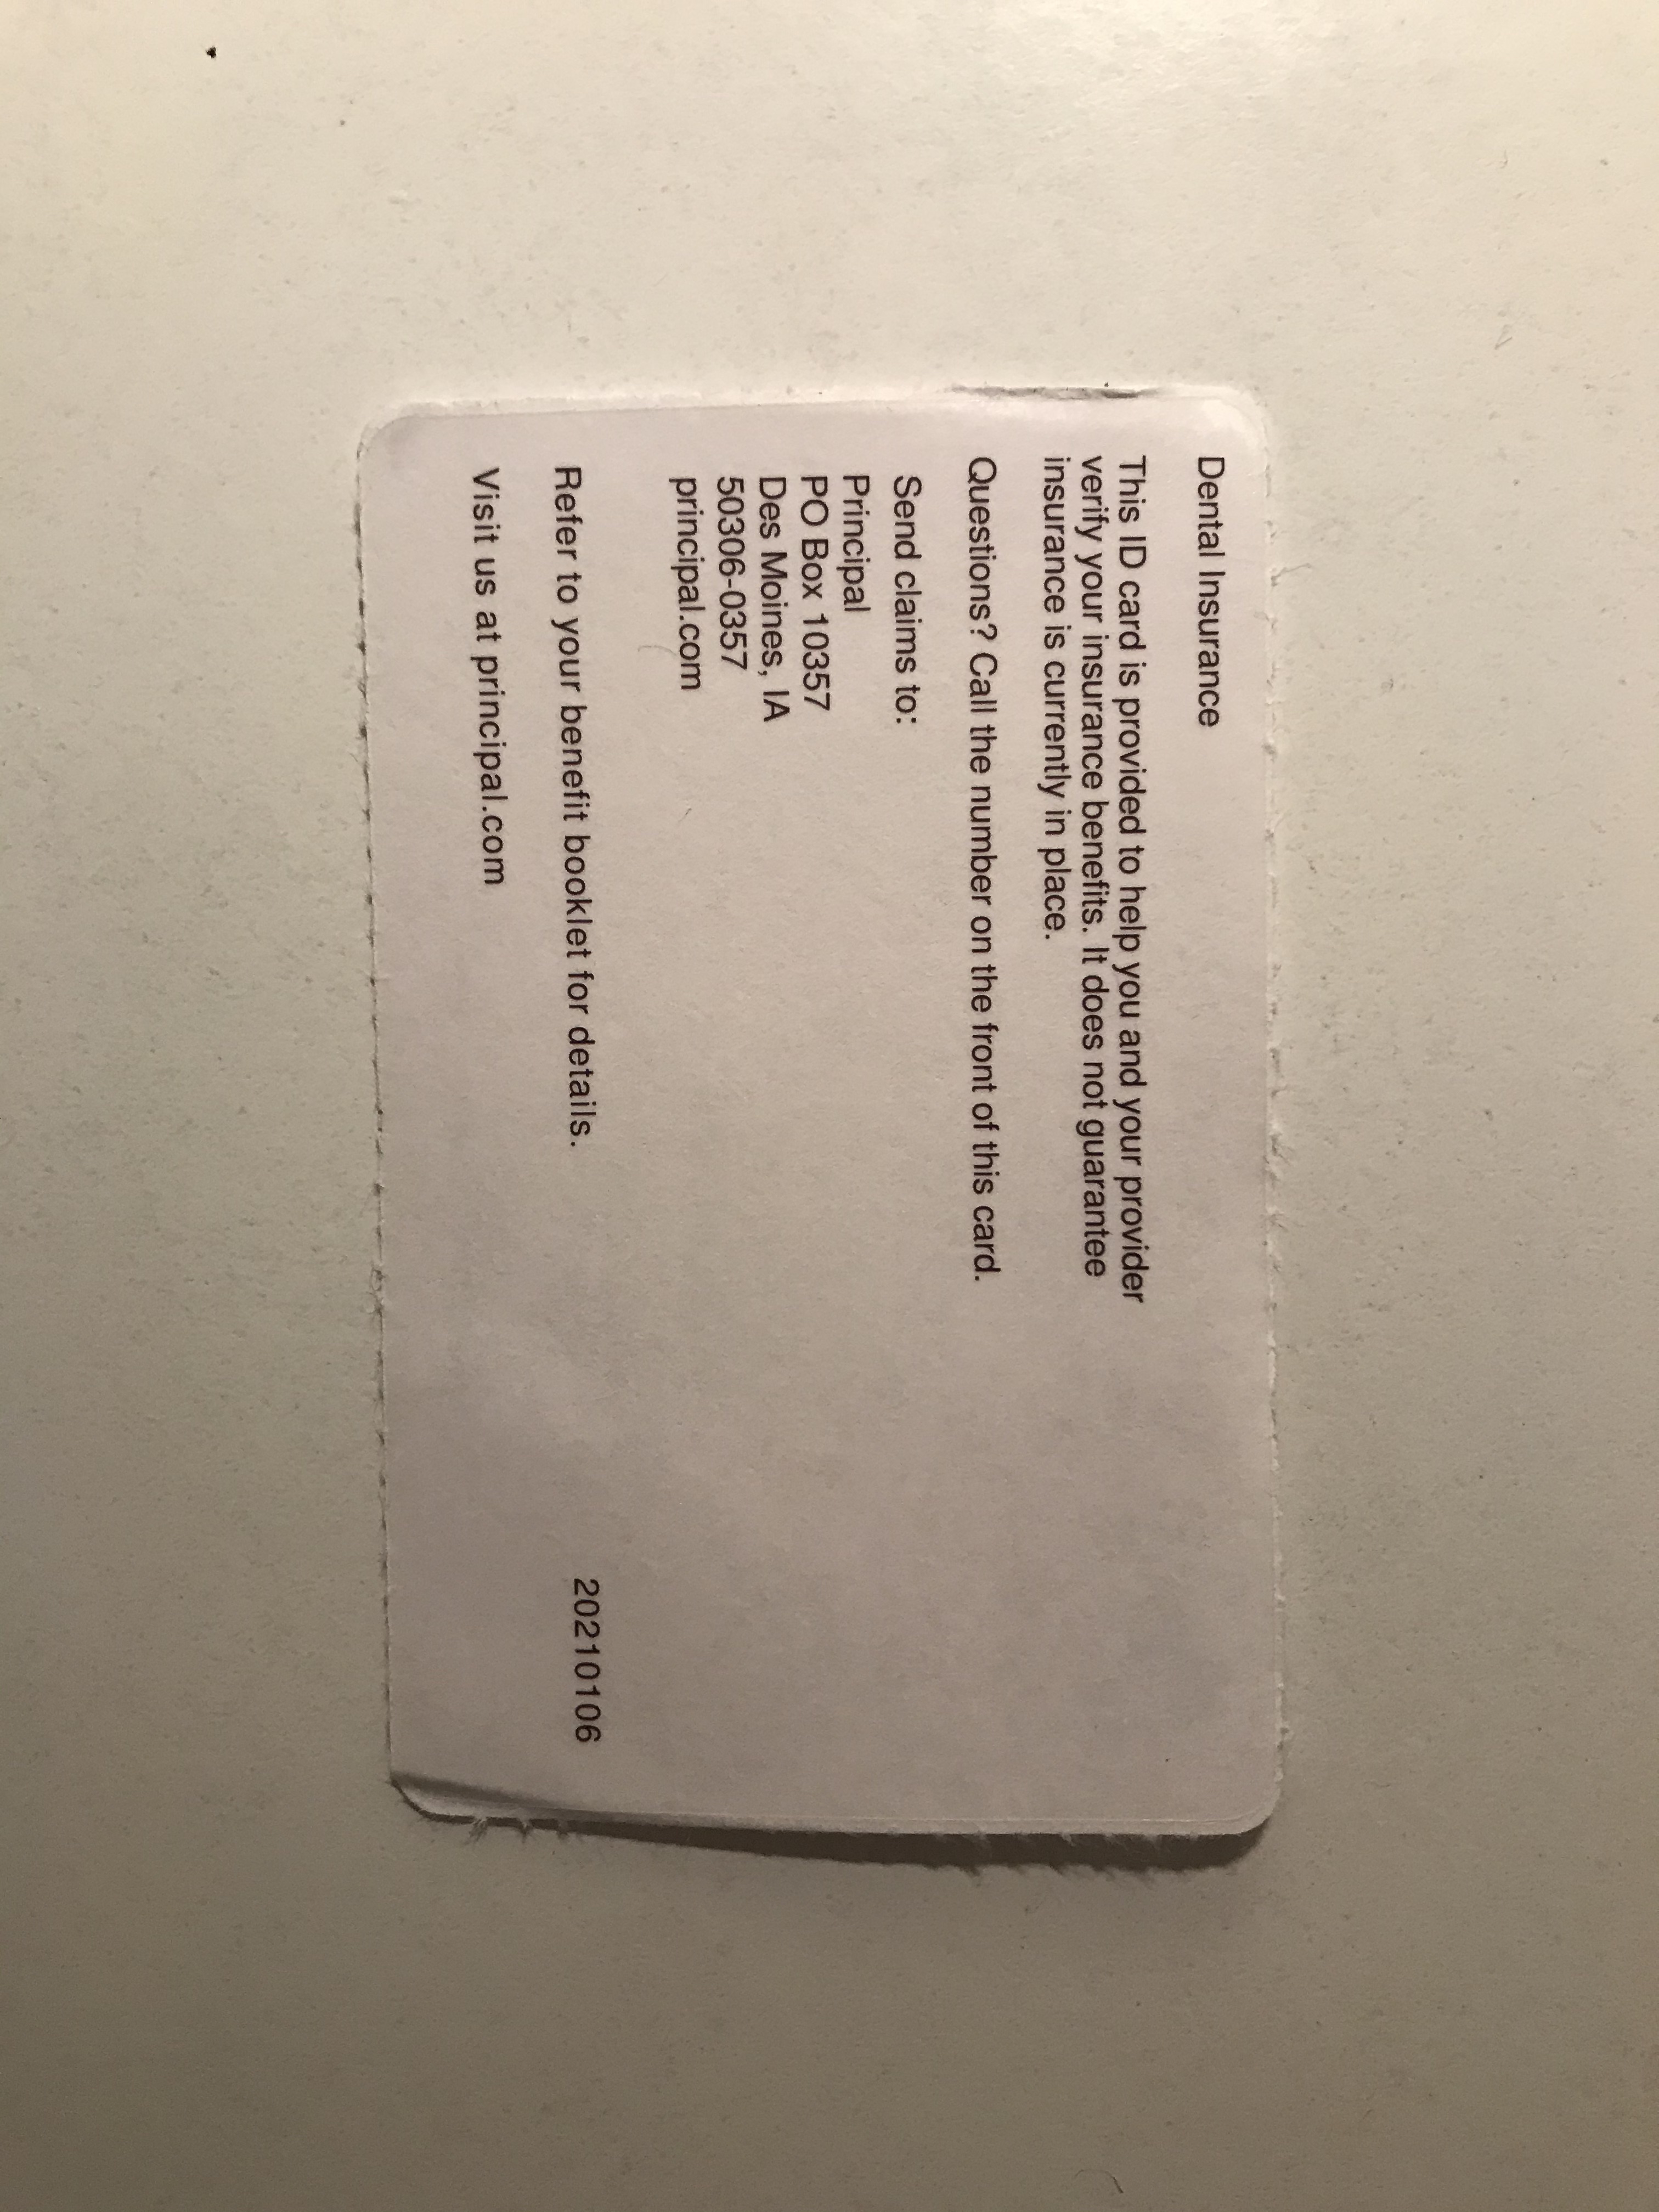 Dental Insurance
This ID card is provided to help you and your provider
verify your insurance benefits. It does not guarantee
insurance is currently in place.
Questions? Call the number on the front of this card.
Send claims to:
Principal
PO Box 10357
Des Moines, IA
50306-0357
principal.com
Refer to your benefit booklet for details.
20210106
Visit us at principal.com